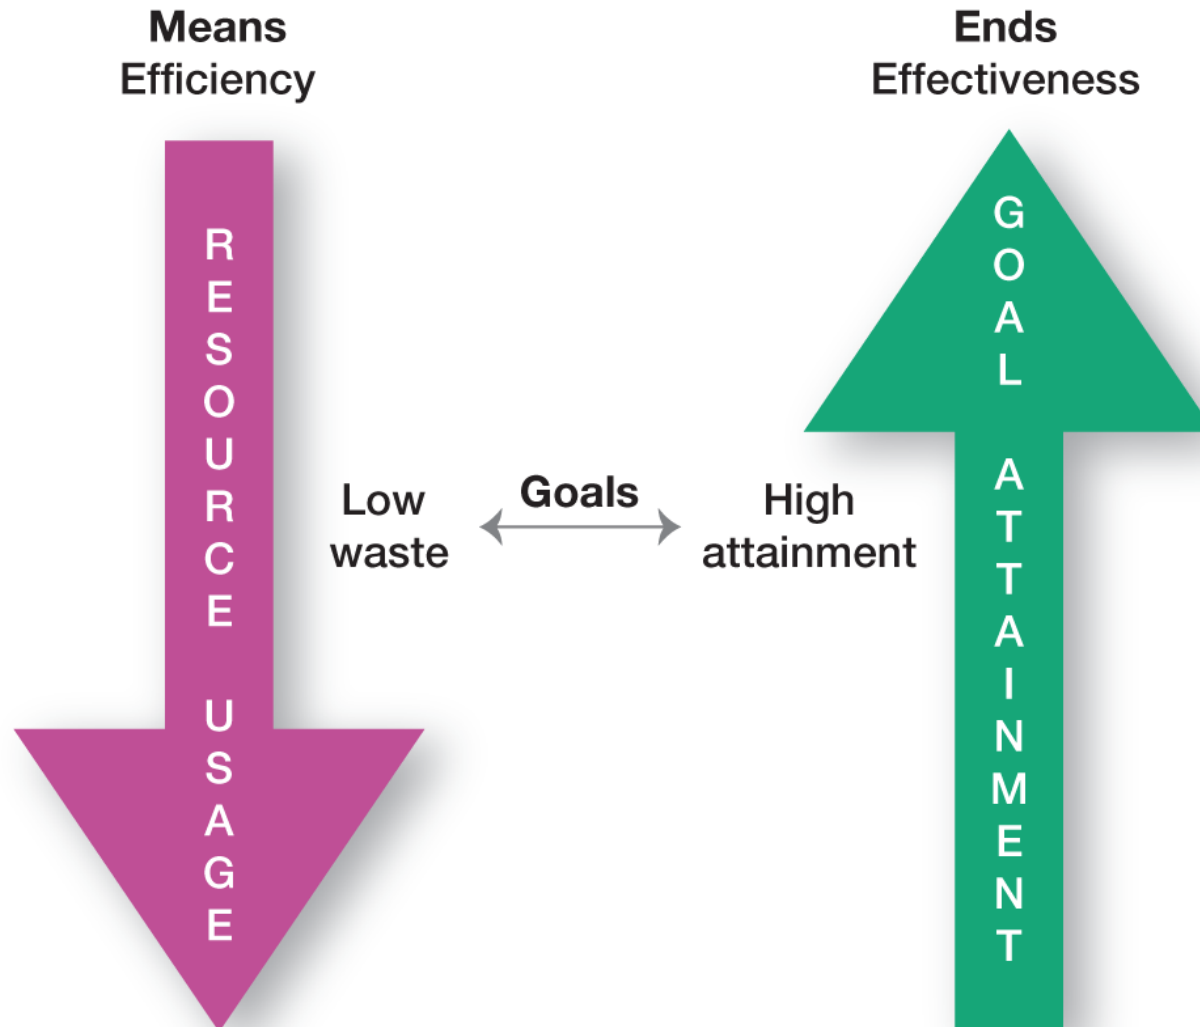 Means
Efficiency
RESOURCE USAGE
Low
waste
Goals
High
attainment
Ends
Effectiveness
GOAL ATTAINMENT